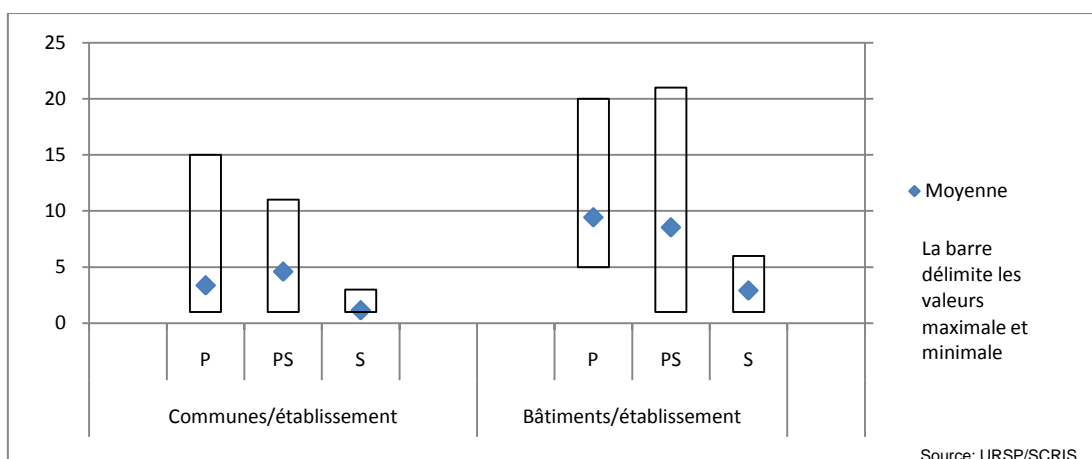 25
20
15
10
5
0
P PS S P PS S
Communes/établissement Bâtiments/établissement
Moyenne
La barre
délimite les
valeurs
maximale et
minimale
Source: URSP/SCRIS